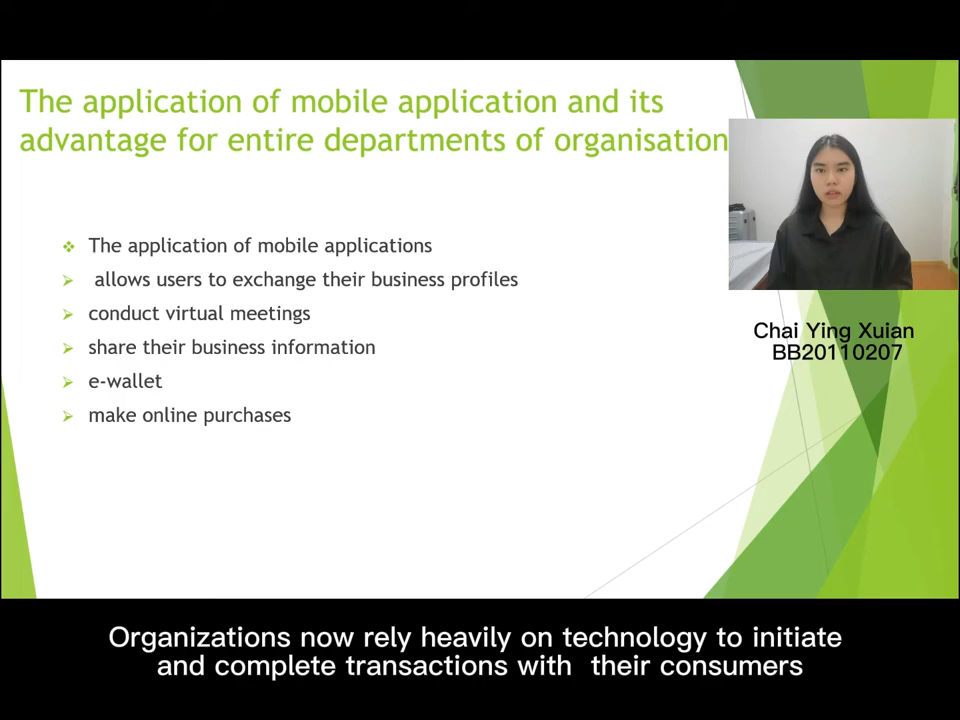 The application of mobile application and its
advantage for entire departments of organisation
The application of mobile applications
allows users to exchange their business profiles
conduct virtual meetings
share their business information
e-wallet
make online purchases
Chai Ying Xuian
BB20110207
Organizations now rely heavily on technology to initiate
and complete transactions with their consumers